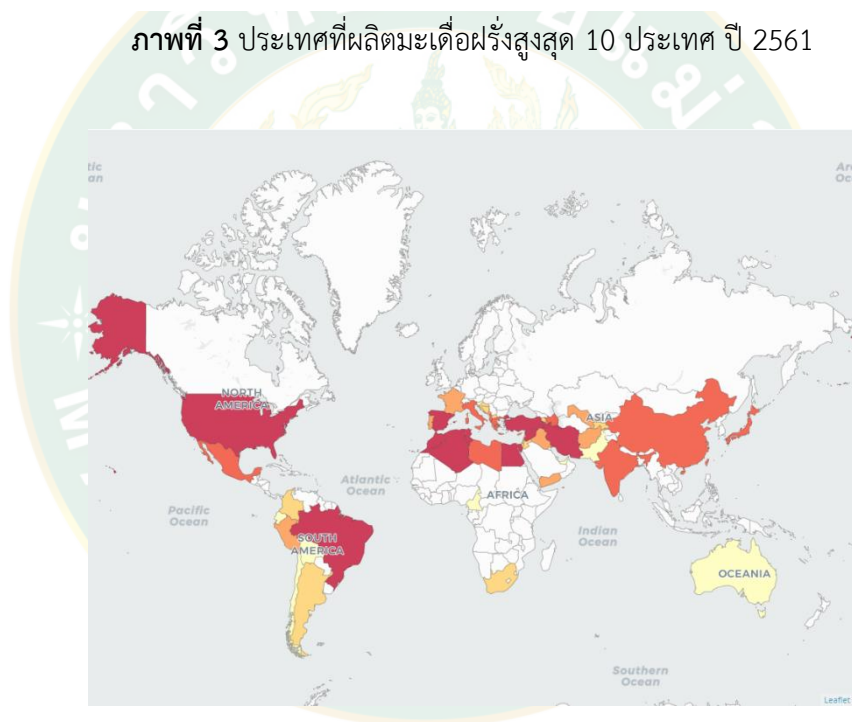 ภาพที่ 3 ประเทศที่ผลิตมะเดื่อฝรั่งสูงสุด 10 ประเทศ ปี 2561
NORTH
AMERICA
ASIA
Atlantic
Ocean
AFRICA
Pacific
Ocean
SOUTH
AMERICA
Indian
Ocean
OCEANIA
Southern
Ocean
Leaflet